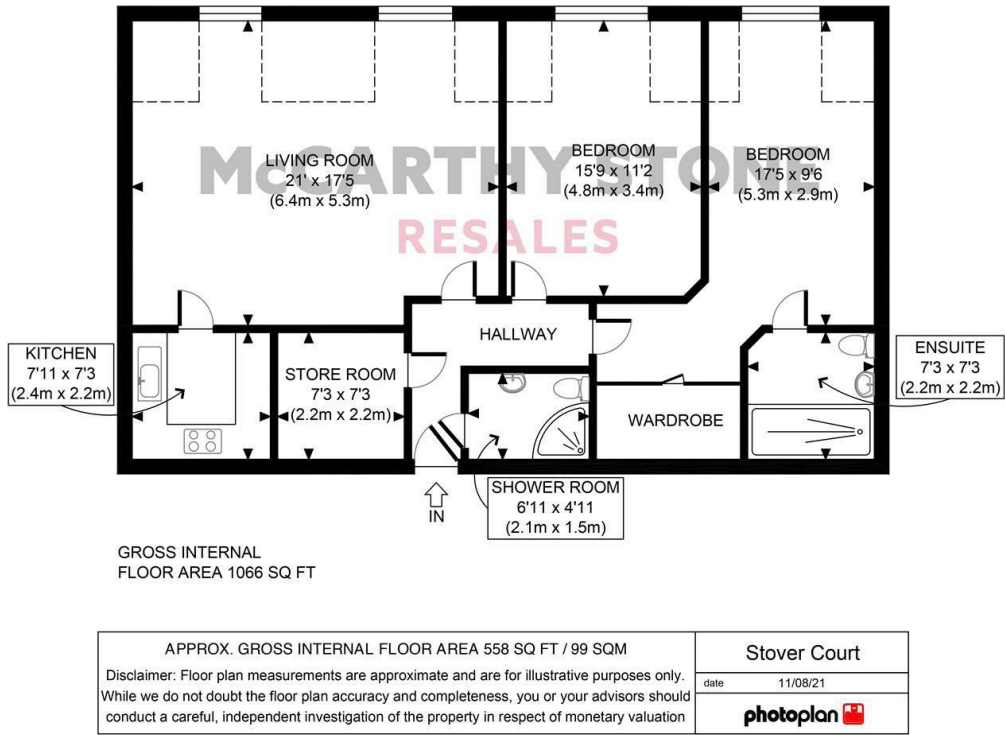 McCARTHY STONE
RESALES
LIVING ROOM
21' x 17'5
(6.4m x 5.3m)
BEDROOM
15'9 x 11'2
(4.8m x 3.4m)
BEDROOM
17'5 x 9'6
(5.3m x 2.9m)
HALLWAY
KITCHEN
7'11 x 7'3
(2.4m x 2.2m)
STORE ROOM
7'3 x 7'3
(2.2m x 2.2m)
ENSUITE
7'3 x 7'3
(2.2m x 2.2m)
WARDROBE
SHOWER ROOM
6'11 x 4'11
(2.1m x 1.5m)
IN
GROSS INTERNAL
FLOOR AREA 1066 SQ FT
APPROX. GROSS INTERNAL FLOOR AREA 558 SQ FT / 99 SQM
Disclaimer: Floor plan measurements are approximate and are for illustrative purposes only.
While we do not doubt the floor plan accuracy and completeness, you or your advisors should
conduct a careful, independent investigation of the property in respect of monetary valuation
Stover Court
date 11/08/21
photoplan